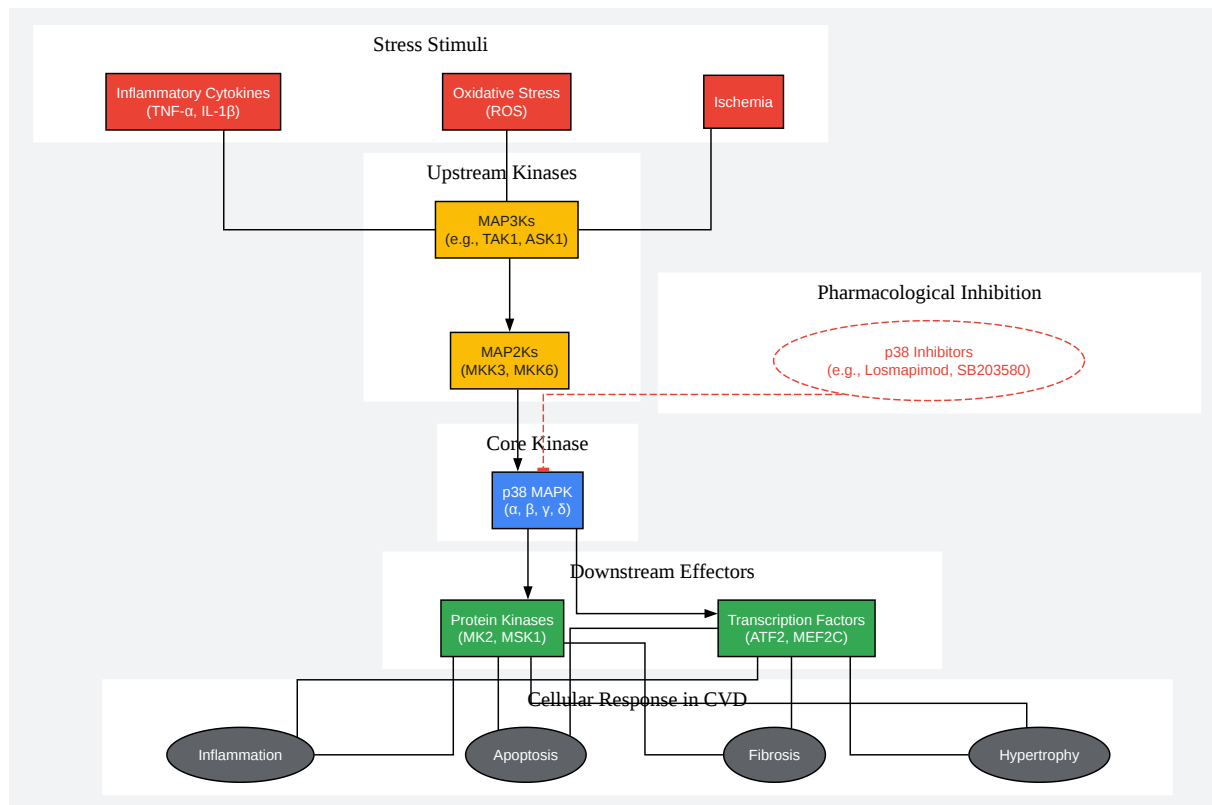 Stress Stimuli
Inflammatory Cytokines
(TNF-α, IL-1β)
Oxidative Stress
(ROS)
Ischemia
Upstream Kinases
MAP3Ks
(e.g., TAK1, ASK1)
Pharmacological Inhibition
MAP2Ks
(MKK3, MKK6)
p38 Inhibitors
(e.g., Losmapimod, SB203580)
Core Kinase
p38 MAPK
(α, β, γ, δ)
Downstream Effectors
Protein Kinases
(MK2, MSK1)
Transcription Factors
(ATF2, MEF2C)
Cellular Response in CVD
Inflammation
Apoptosis
Fibrosis
Hypertrophy